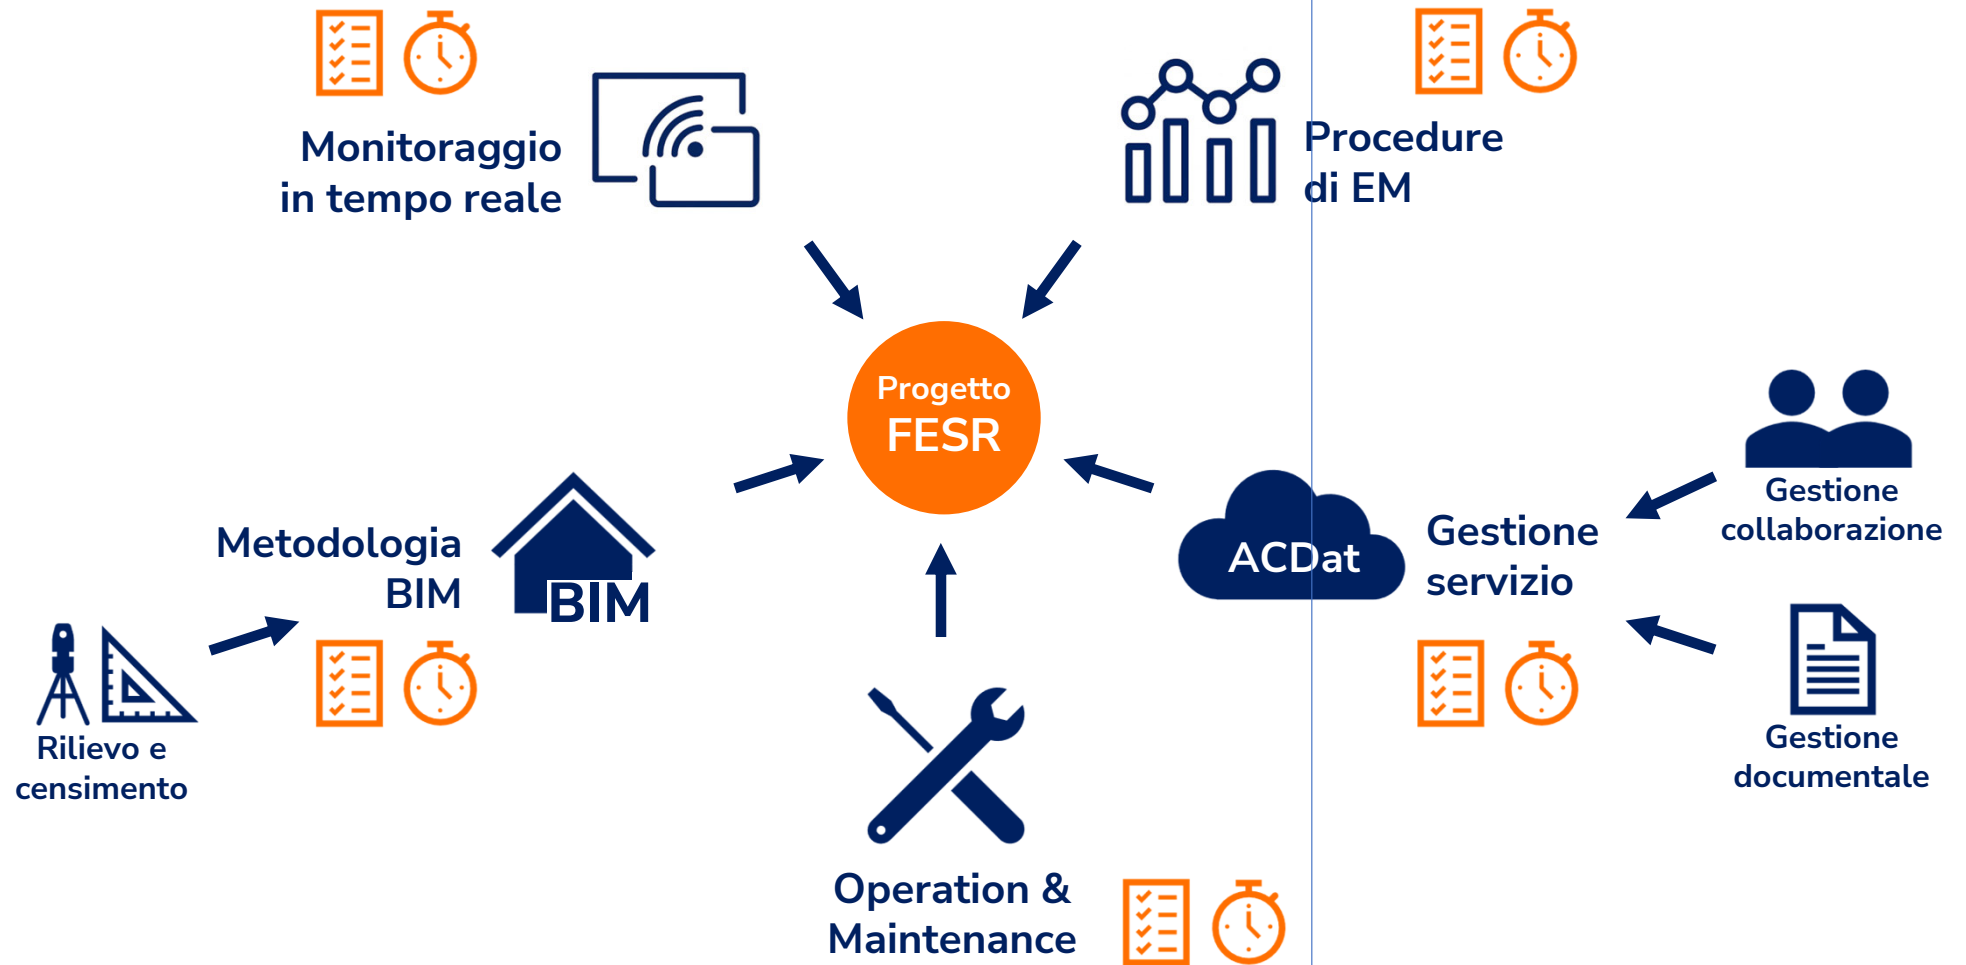 Monitoraggio
in tempo reale
Procedure
di EM
Progetto
FESR
Metodologia
BIM
BIM
ACDat
Gestione
servizio
Gestione
collaborazione
Rilievo e
censimento
Gestione
documentale
Operation &
Maintenance